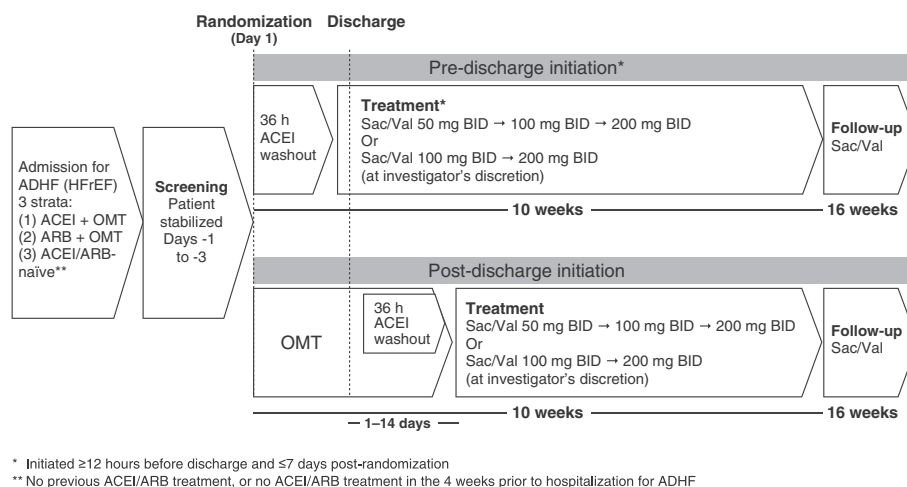 Randomization
(Day 1)
Discharge
Pre-discharge initiation*
Admission for
ADHF (HFrEF)
3 strata:
(1) ACEI + OMT
(2) ARB + OMT
(3) ACEI/ARB-
naïve**
Screening
Patient
stabilized
Days -1
to -3
36 h
ACEI
washout
Treatment*
Sac/Val 50 mg BID → 100 mg BID → 200 mg BID
Or
Sac/Val 100 mg BID → 200 mg BID
(at investigator's discretion)
Follow-up
Sac/Val
10 weeks
16 weeks
Post-discharge initiation
OMT
36 h
ACEI
washout
Treatment
Sac/Val 50 mg BID → 100 mg BID → 200 mg BID
Or
Sac/Val 100 mg BID → 200 mg BID
(at investigator's discretion)
Follow-up
Sac/Val
10 weeks
16 weeks
1–14 days
* Initiated ≥12 hours before discharge and ≤7 days post-randomization
** No previous ACEI/ARB treatment, or no ACEI/ARB treatment in the 4 weeks prior to hospitalization for ADHF